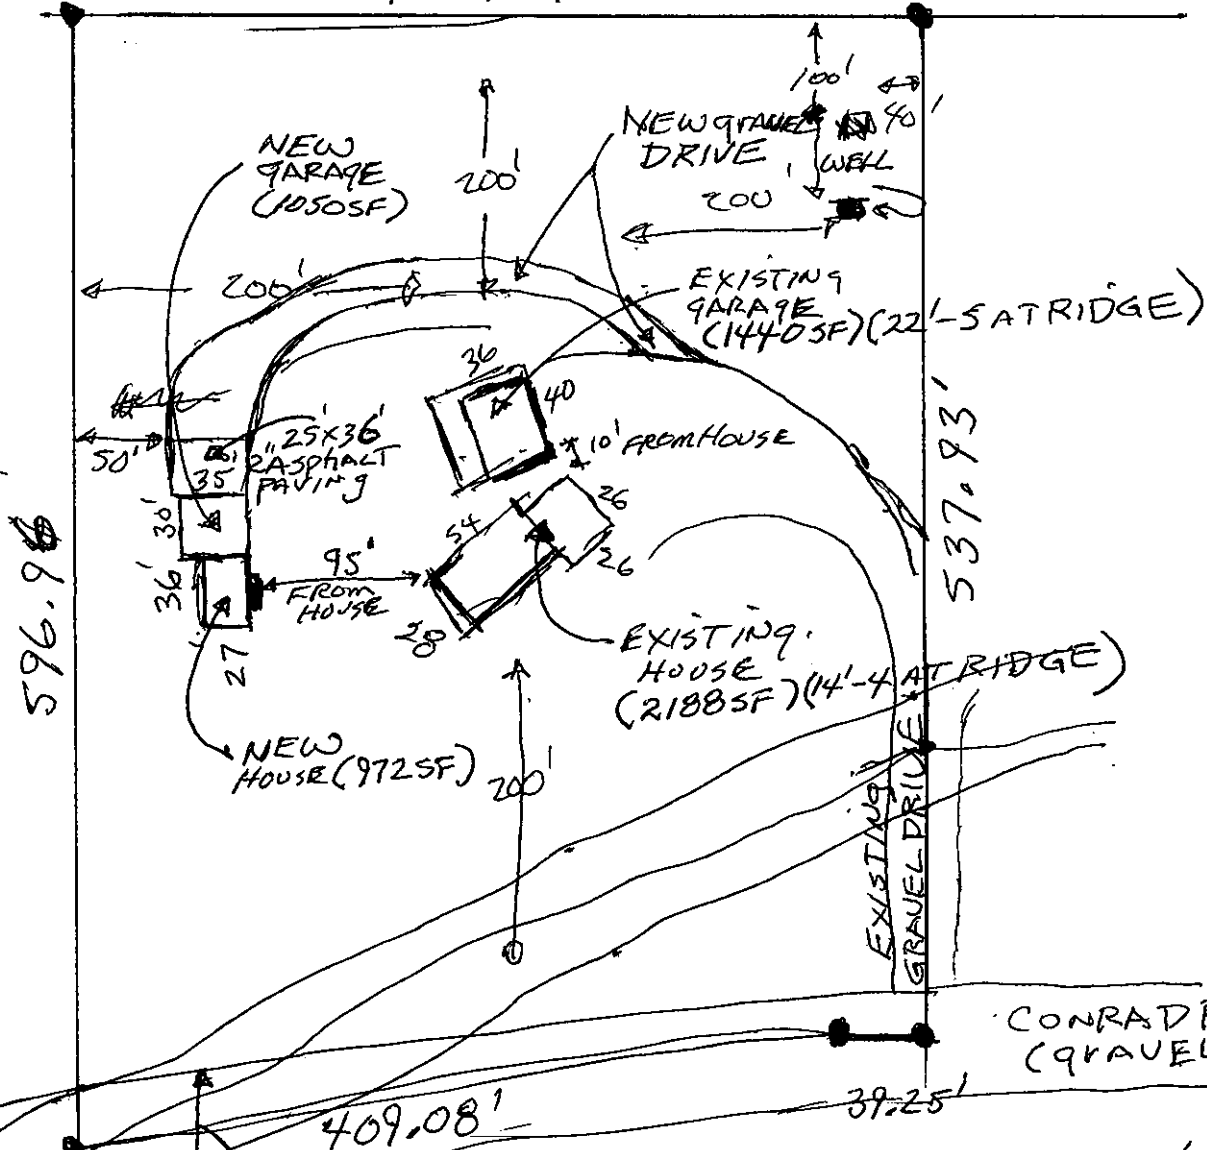 100'
40'
WELL
200'
NEW GRAVEL
DRIVE
NEW
GARAGE
(1050SF)
200'
200'
EXISTING
GARAGE
(1440SF)(22'-5 AT RIDGE)
36
40
10' FROM HOUSE
50'
25'X36'
2" ASPHALT
PAVING
35'
30'
36'
27
95'
FROM
HOUSE
54
26
26
28
EXISTING
HOUSE
(2188SF)(14'-4 AT RIDGE)
NEW
HOUSE (972SF)
200'
537.93'
EXISTING
GRAVEL DRIVE
CONRAD
(GRAVEL
409.08'
39.25'